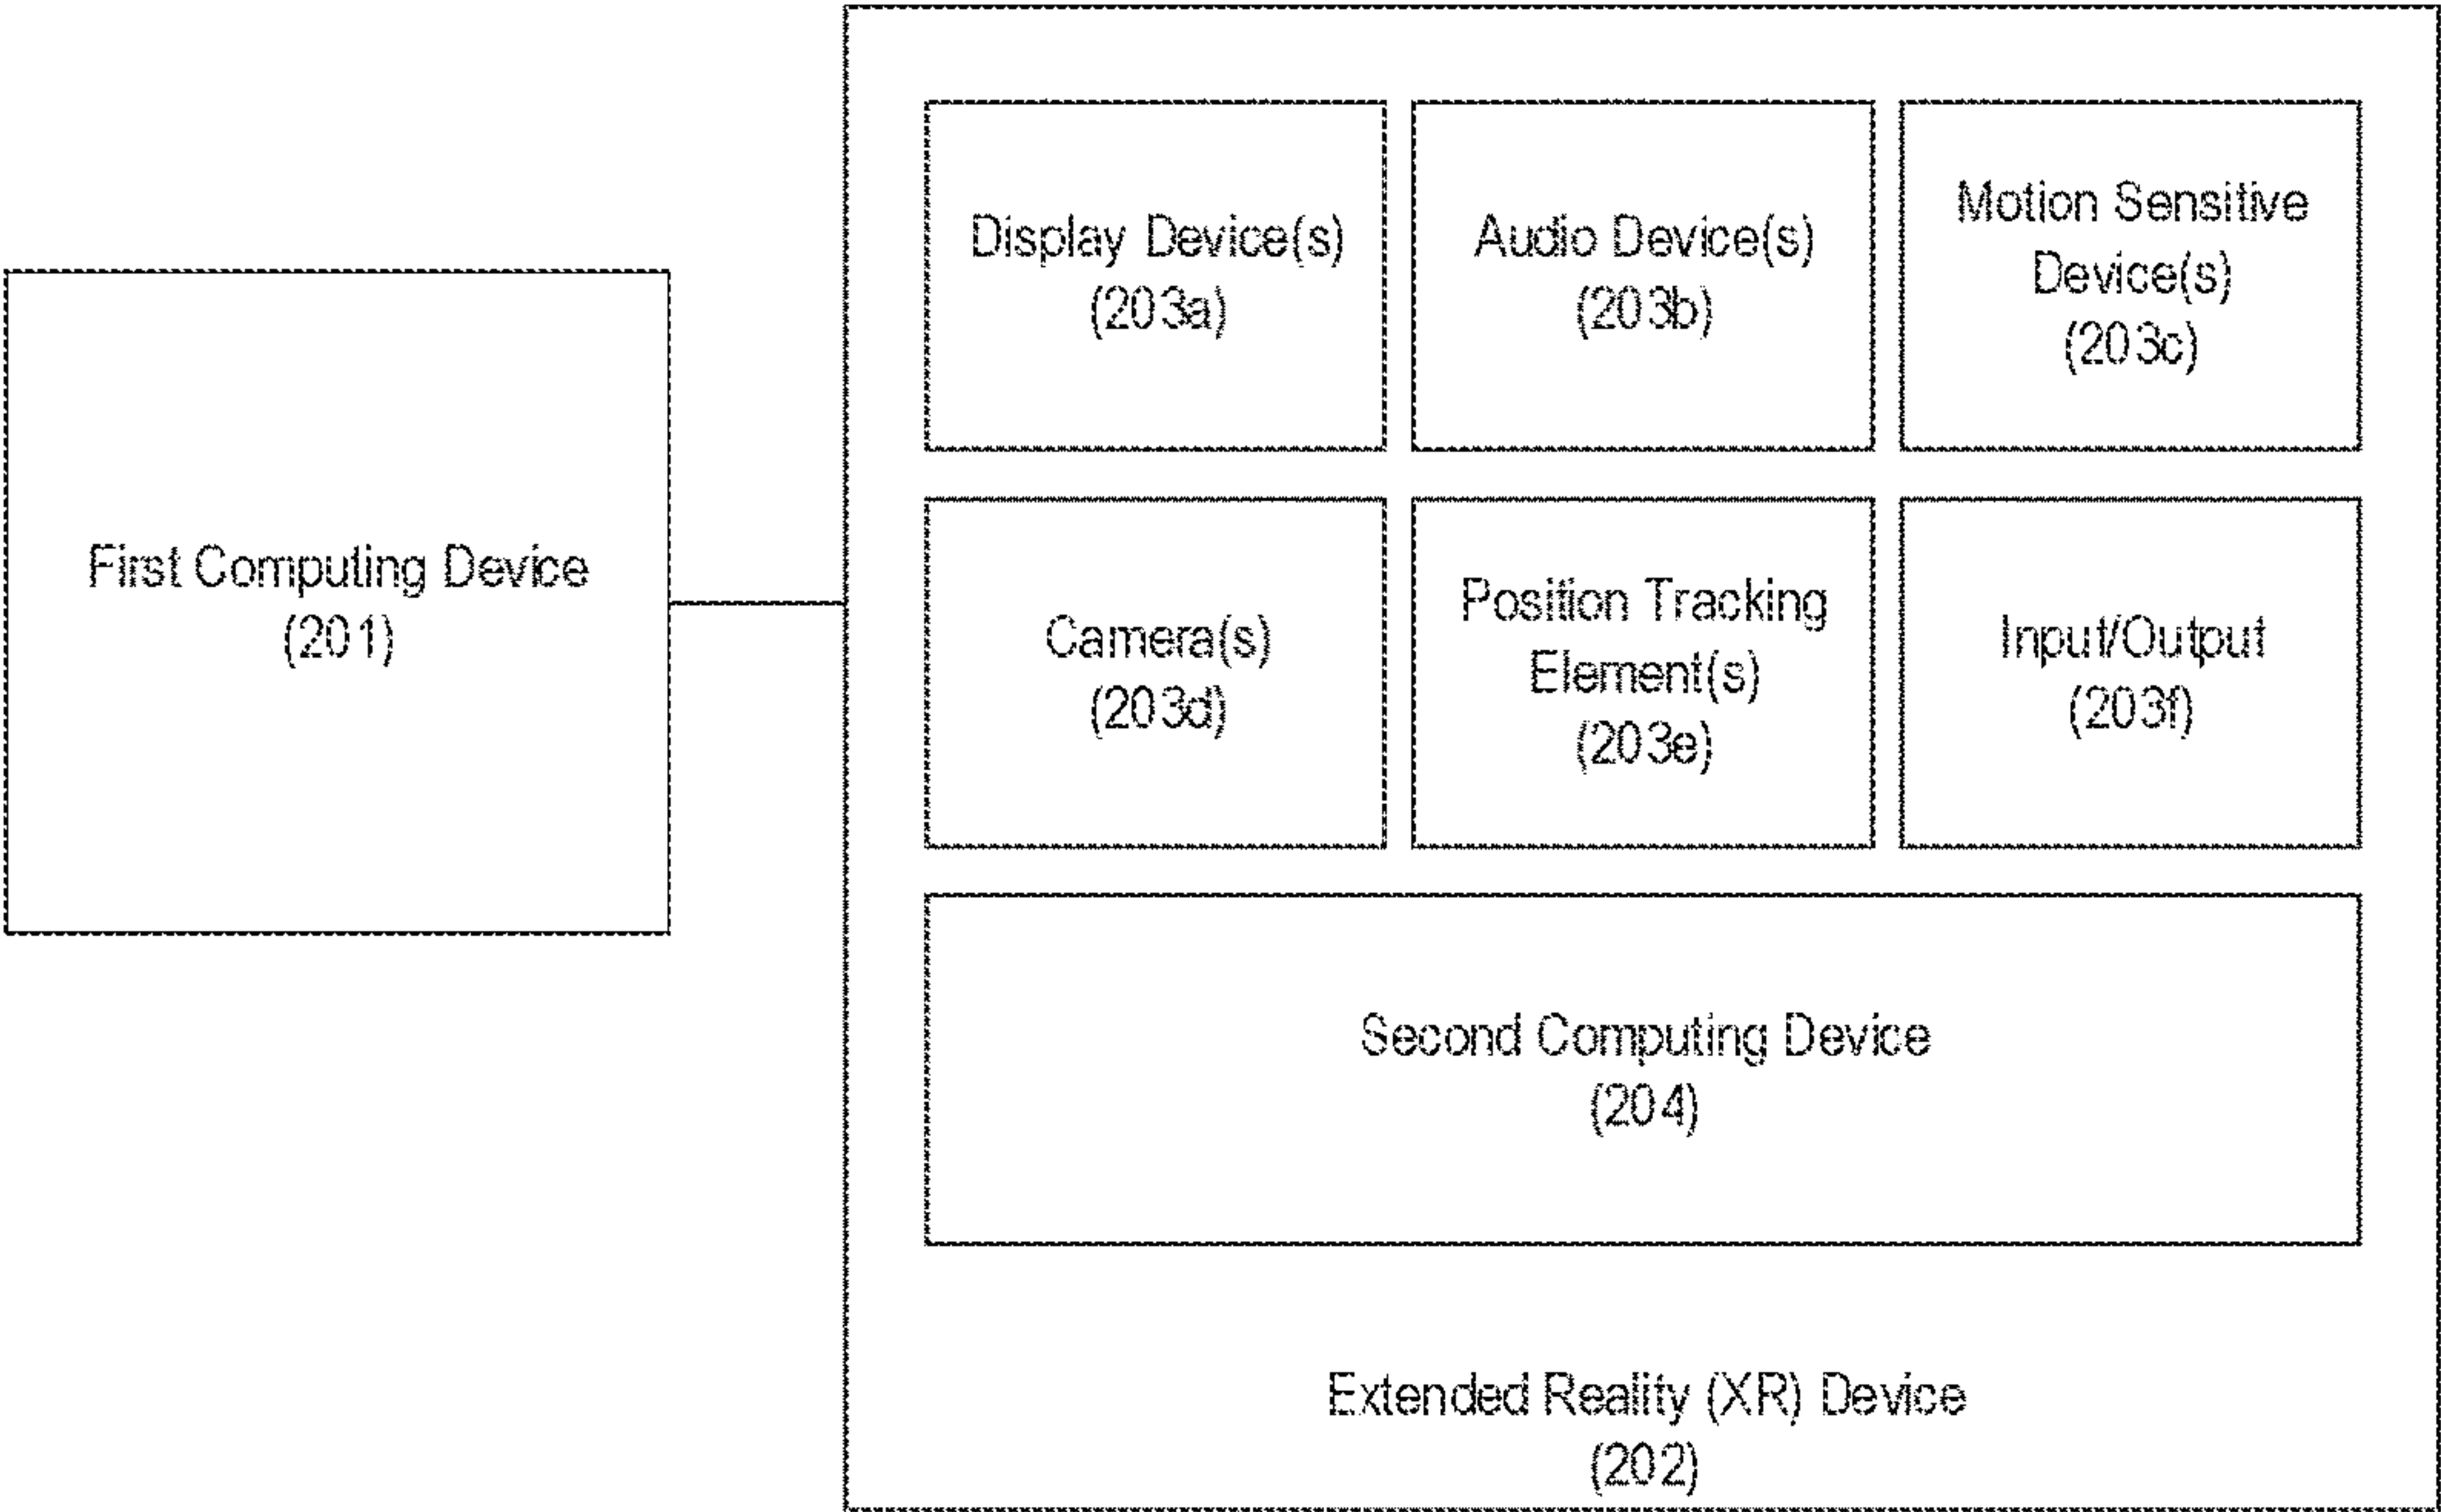 First Computing Device
(201)
Display Device(s)
(203a)
Audio Device(s)
(203b)
Motion Sensitive
Device(s)
(203c)
Camera(s)
(203d)
Position Tracking
Element(s)
(203e)
Input/Output
(203f)
Second Computing Device
(204)
Extended Reality (XR) Device
(202)